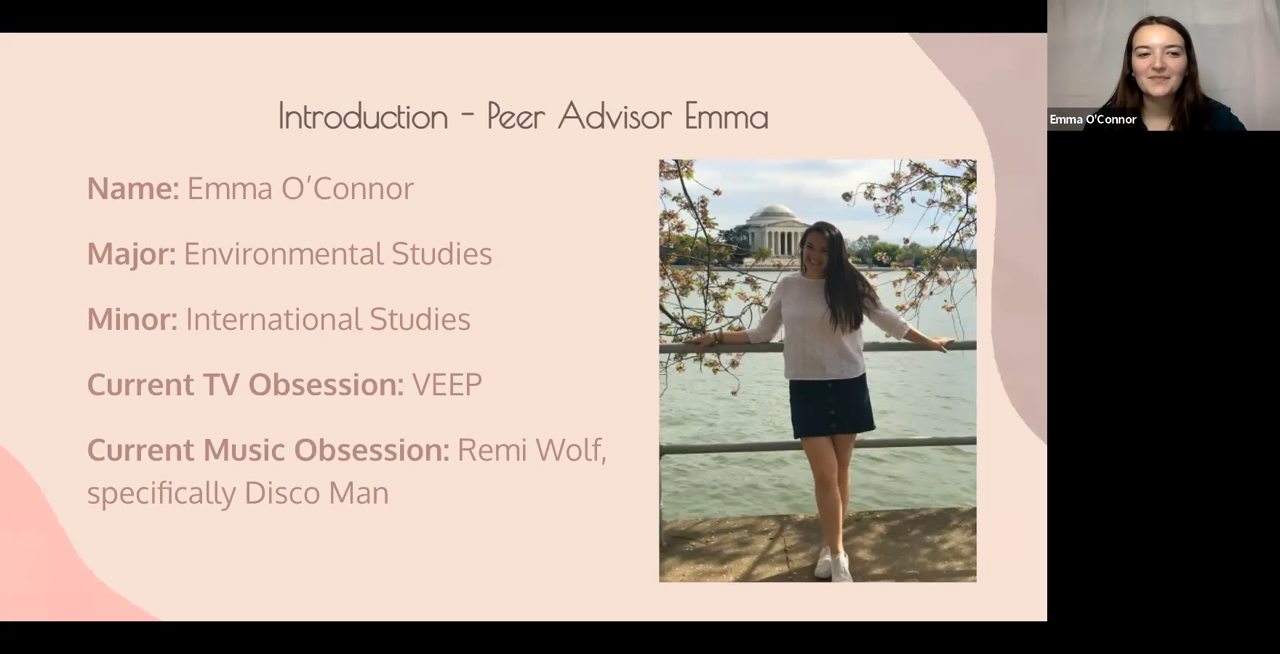 Introduction - Peer Advisor Emma
Name: Emma O’Connor
Major: Environmental Studies
Minor: International Studies
Current TV Obsession: VEEP
Current Music Obsession: Remi Wolf,
specifically Disco Man
Emma O'Connor